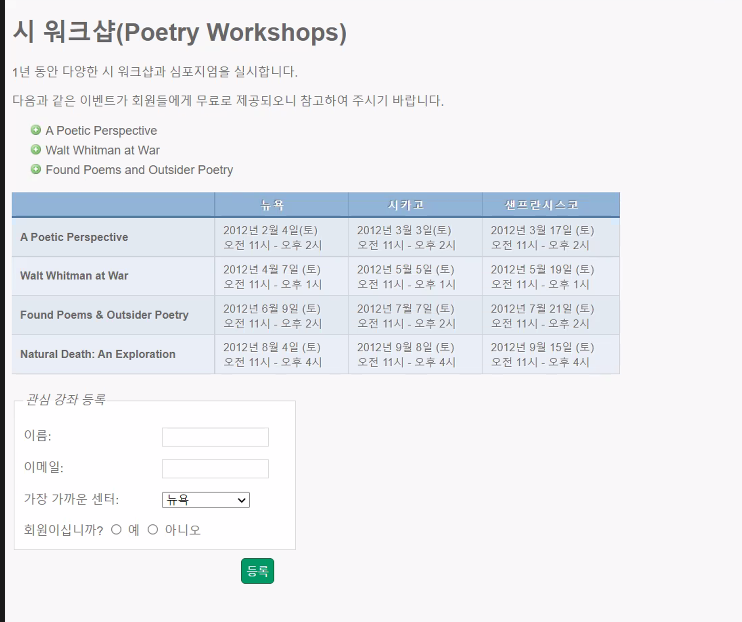 시 워크샵(Poetry Workshops)
1년 동안 다양한 시 워크샵과 심포지엄을 실시합니다.
다음과 같은 이벤트가 회원들에게 무료로 제공되오니 참고하여 주시기 바랍니다.
A Poetic Perspective
Walt Whitman at War
Found Poems and Outsider Poetry
뉴욕 시카고 샌프란시스코
A Poetic Perspective 2012년 2월 4일(토) 2012년 3월 3일(토) 2012년 3월 17일 (토)
오전 11시 - 오후 2시 오전 11시 - 오후 2시 오전 11시 - 오후 2시
Walt Whitman at War 2012년 4월 7일 (토) 2012년 5월 5일 (토) 2012년 5월 19일 (토)
오전 11시 - 오후 1시 오전 11시 - 오후 1시 오전 11시 - 오후 1시
Found Poems & Outsider Poetry 2012년 6월 9일 (토) 2012년 7월 7일 (토) 2012년 7월 21일 (토)
오전 11시 - 오후 2시 오전 11시 - 오후 2시 오전 11시 - 오후 2시
Natural Death: An Exploration 2012년 8월 4일 (토) 2012년 9월 8일 (토) 2012년 9월 15일 (토)
오전 11시 - 오후 4시 오전 11시 - 오후 4시 오전 11시 - 오후 4시
관심 강좌 등록
이름:
이메일:
가장 가까운 센터: 뉴욕
회원이십니까? 예 아니오
등록